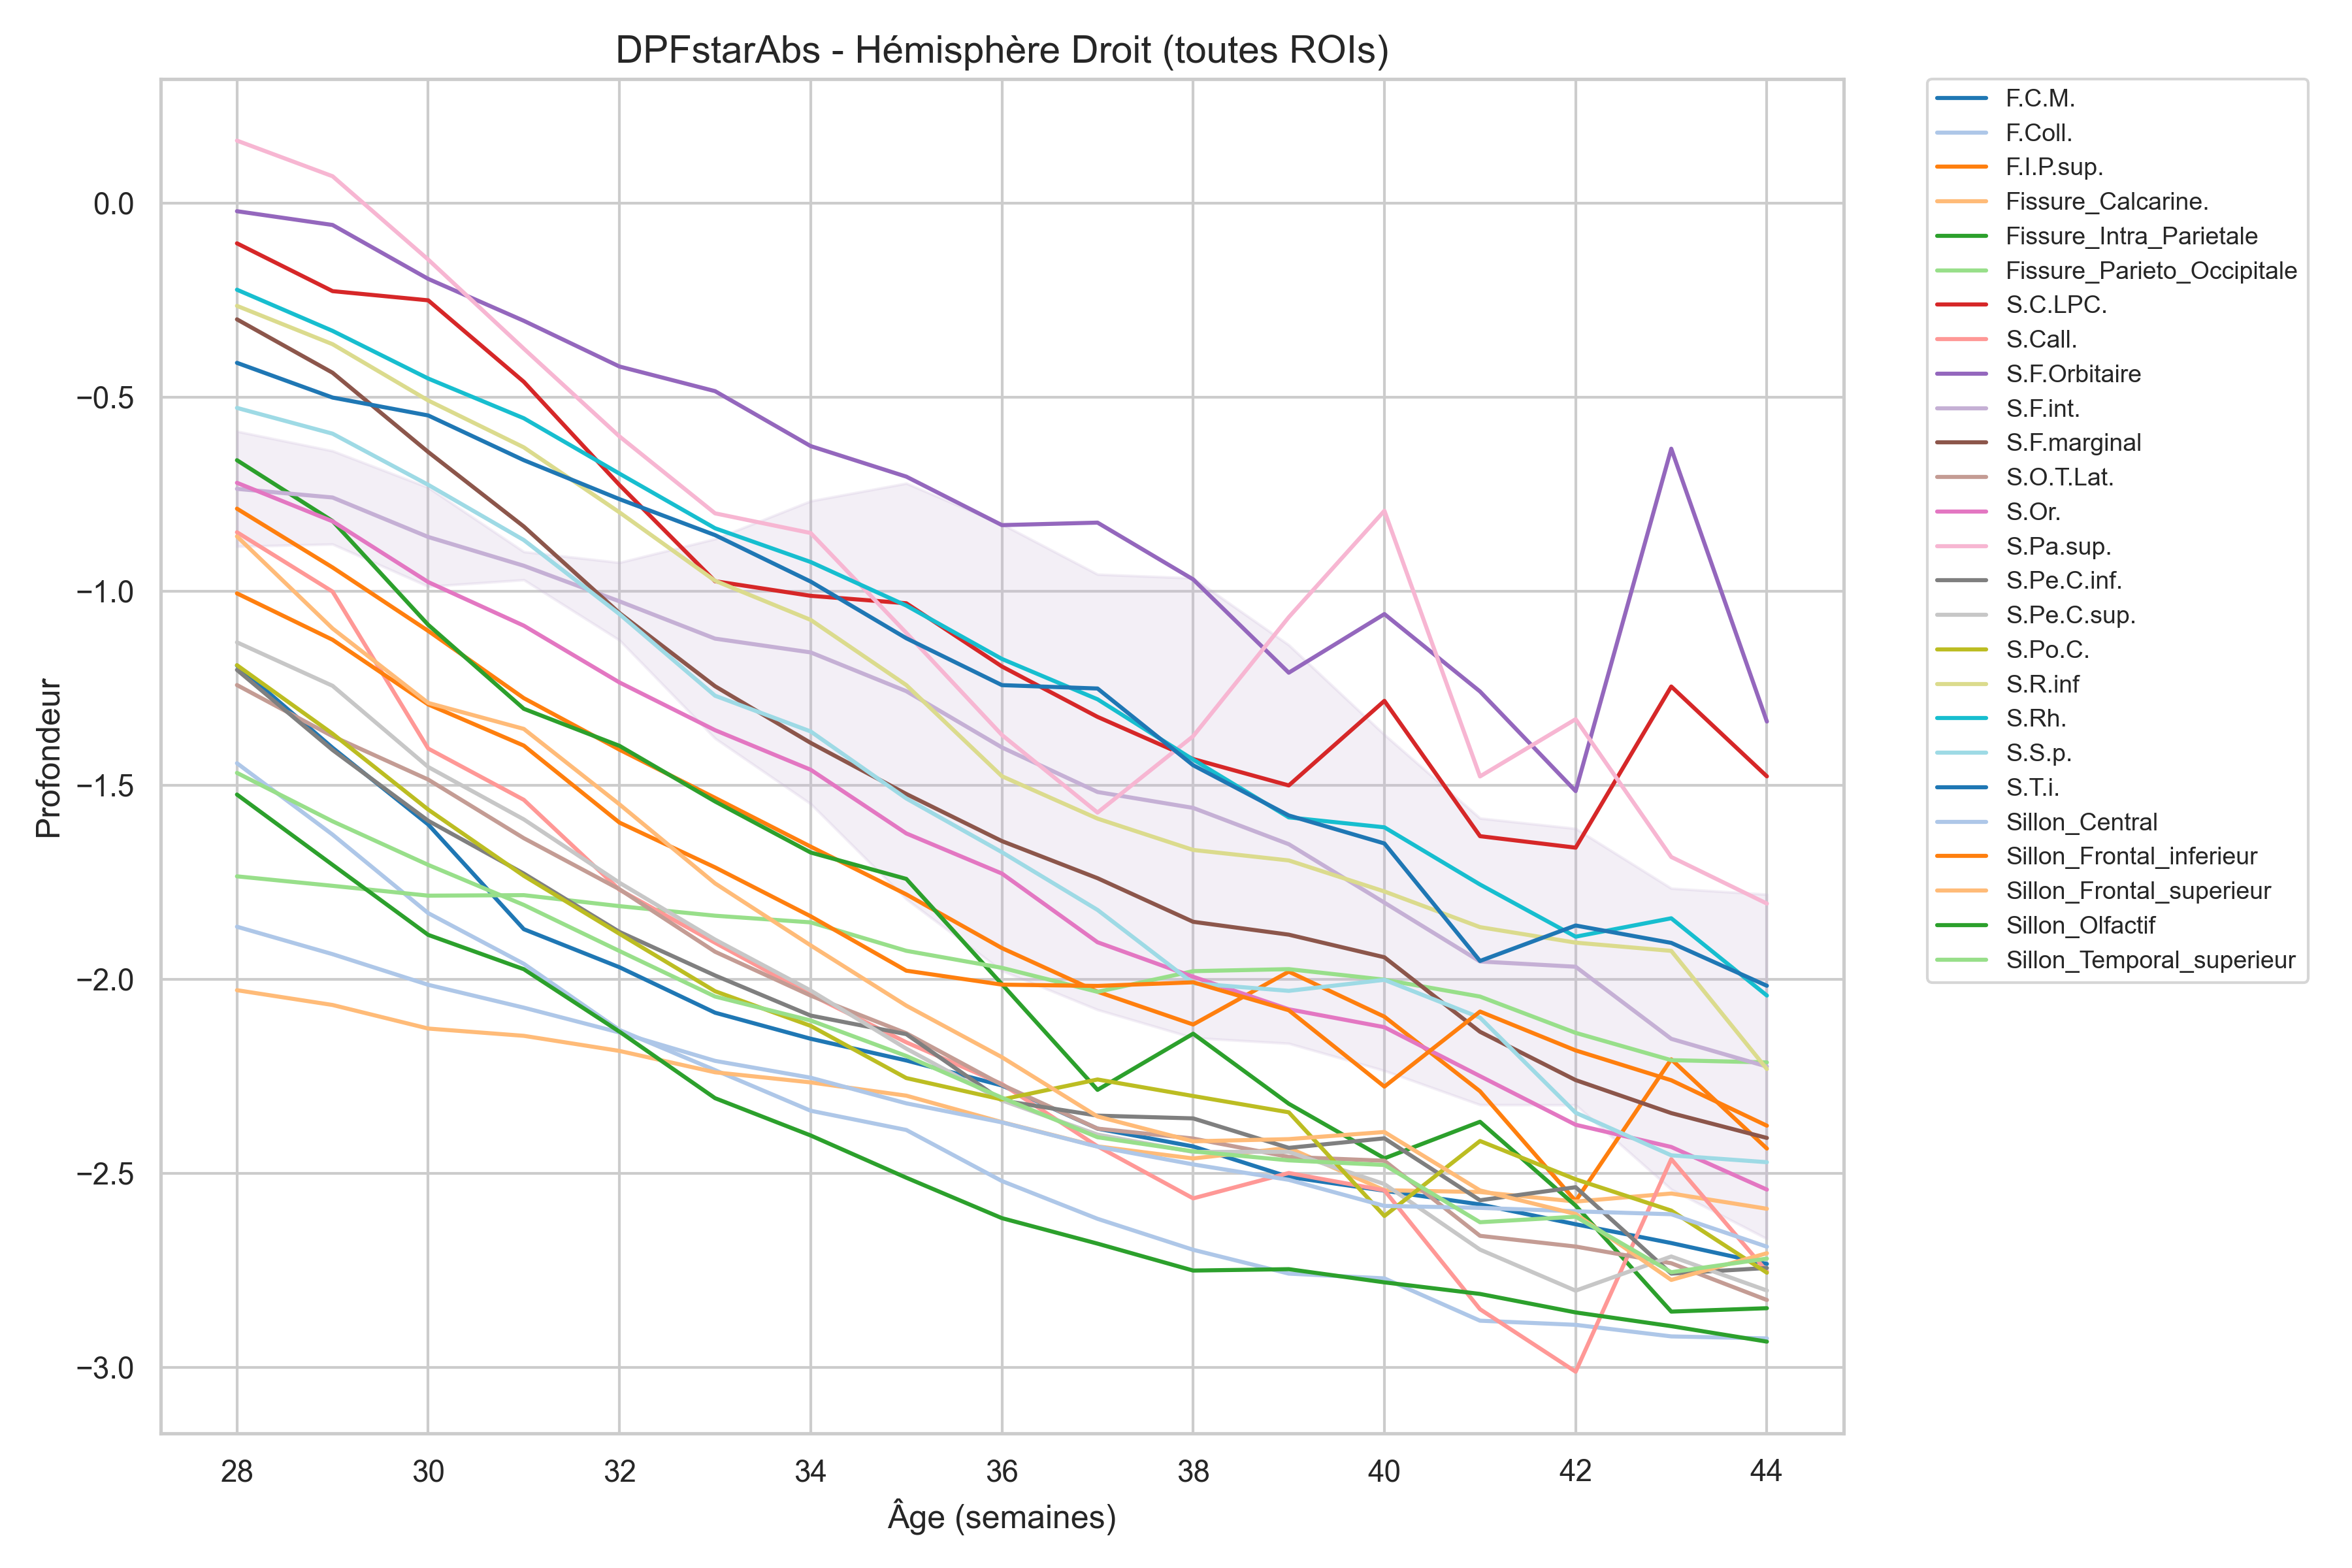 DPFstarAbs - Hémisphère Droit (toutes ROIs)
Profondeur
0.0
−0.5
−1.0
−1.5
−2.0
−2.5
−3.0
28
30
32
34
36
38
40
42
44
Âge (semaines)
F.C.M.
F.Coll.
F.I.P.sup.
Fissure_Calcarine.
Fissure_Intra_Parietale
Fissure_Parieto_Occipitale
S.C.LPC.
S.Call.
S.F.Orbitaire
S.F.int.
S.F.marginal
S.O.T.Lat.
S.Or.
S.Pa.sup.
S.Pe.C.inf.
S.Pe.C.sup.
S.Po.C.
S.R.inf
S.Rh.
S.S.p.
S.T.i.
Sillon_Central
Sillon_Frontal_inferieur
Sillon_Frontal_superieur
Sillon_Olfactif
Sillon_Temporal_superieur